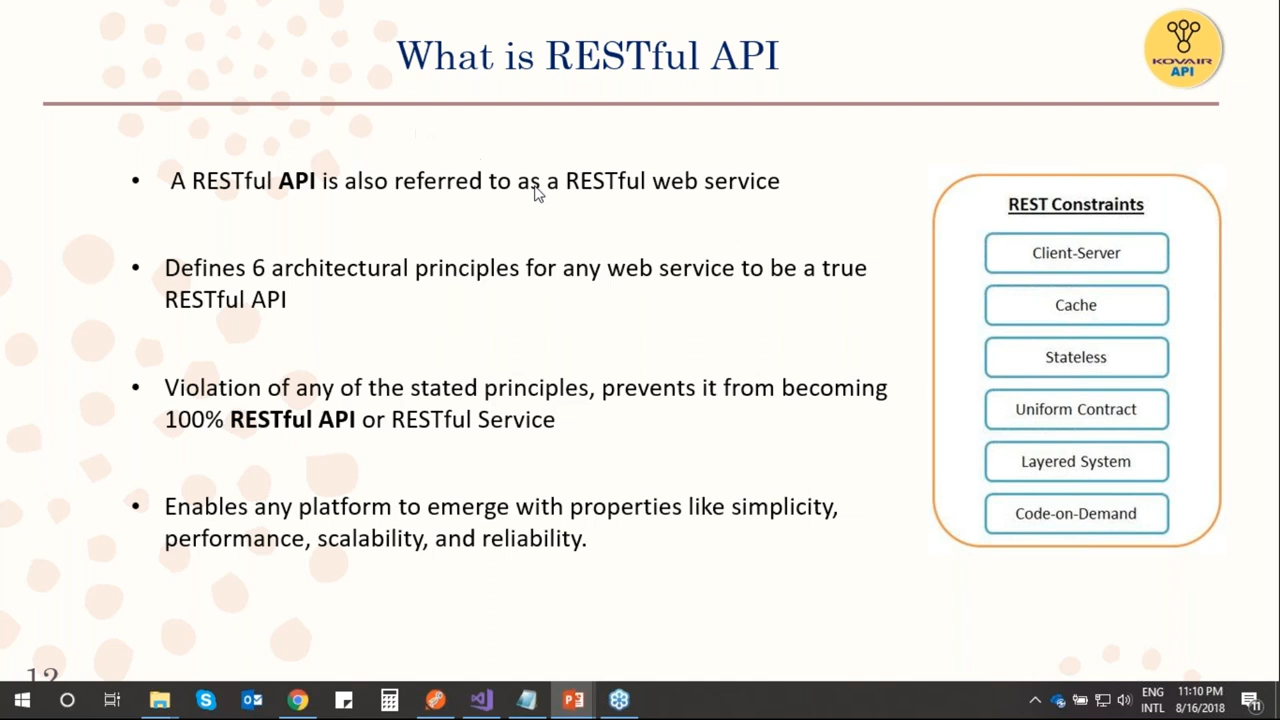 What is RESTful API
KOVAIR
API
• A RESTful API is also referred to as a RESTful web service
• Defines 6 architectural principles for any web service to be a true
RESTful API
• Violation of any of the stated principles, prevents it from becoming
100% RESTful API or RESTful Service
• Enables any platform to emerge with properties like simplicity,
performance, scalability, and reliability.
REST Constraints
Client-Server
Cache
Stateless
Uniform Contract
Layered System
Code-on-Demand
12
ENG
INTL
11:10 PM
8/16/2018
11